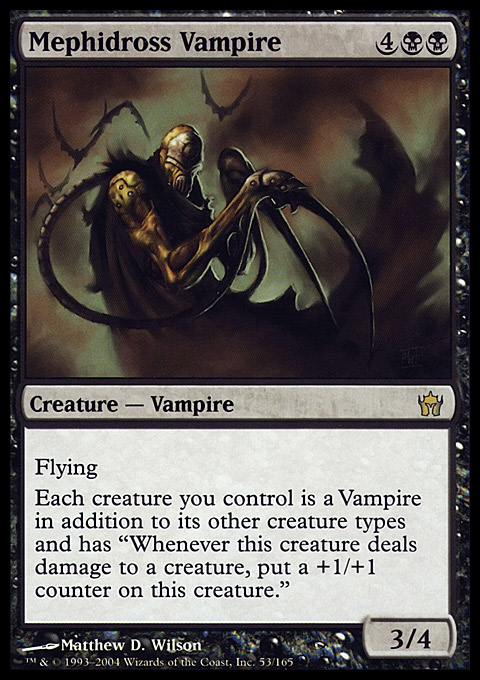 Mephidross Vampire 4
Creature — Vampire
Flying
Each creature you control is a Vampire
in addition to its other creature types
and has “Whenever this creature deals
damage to a creature, put a +1/+1
counter on this creature.”
3/4
Matthew D. Wilson
™ & © 1993–2004 Wizards of the Coast, Inc. 53/165